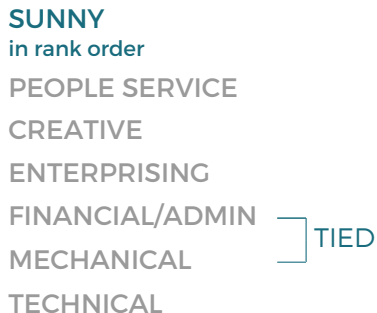 SUNNY
in rank order
PEOPLE SERVICE
CREATIVE
ENTERPRISING
FINANCIAL/ADMIN
TIED
MECHANICAL
TECHNICAL